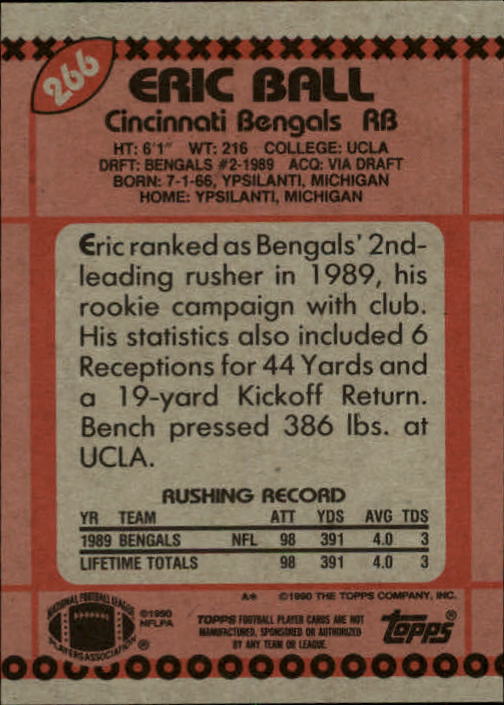 266
ERIC BALL
Cincinnati Bengals RB
HT: 6'1" WT: 216 COLLEGE: UCLA
DRFT: BENGALS #2-1989 ACQ: VIA DRAFT
BORN: 7-1-66, YPSILANTI, MICHIGAN
HOME: YPSILANTI, MICHIGAN
Eric ranked as Bengals' 2nd-
leading rusher in 1989, his
rookie campaign with club.
His statistics also included 6
Receptions for 44 Yards and
a 19-yard Kickoff Return.
Bench pressed 386 lbs. at
UCLA.
RUSHING RECORD
YR TEAM ATT YDS AVG TDS
1989 BENGALS NFL 98 391 4.0 3
LIFETIME TOTALS 98 391 4.0 3
A* ©1990 THE TOPPS COMPANY, INC.
NATIONAL FOOTBALL LEAGUE
PLAYERS ASSOCIATION ®
©1990
NFLPA
TOPPS FOOTBALL PLAYER CARDS ARE NOT
MANUFACTURED, SPONSORED OR AUTHORIZED
BY ANY TEAM OR LEAGUE.
topps®